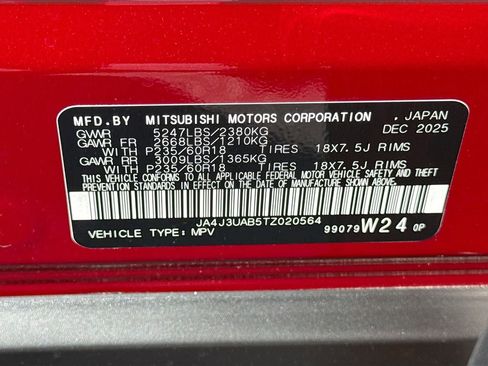 MFD.BY MITSUBISHI MOTORS CORPORATION , JAPAN
GVWR 5247LBS/2380KG DEC 2025
GAWR FR 2668LBS/1210KG
WITH P235/60R18 TIRES 18X7.5J RIMS
GAWR RR 3009LBS/1365KG
WITH P235/60R18 TIRES 18X7.5J RIMS
THIS VEHICLE CONFORMS TO ALL APPLICABLE FEDERAL
MOTOR VEHICLE SAFETY AND THEFT PREVENTION STANDARDS
IN EFFECT ON THE DATE OF MANUFACTURE SHOWN ABOVE.
JA4J3UAB5TZ020564
VEHICLE TYPE: MPV 99079W24 0P